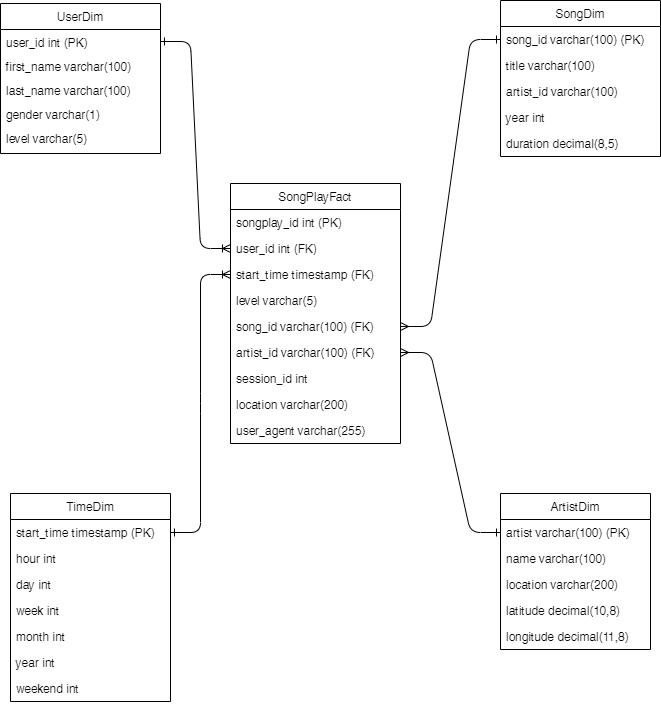 UserDim
user_id int (PK)
first_name varchar(100)
last_name varchar(100)
gender varchar(1)
level varchar(5)
SongDim
song_id varchar(100) (PK)
title varchar(100)
artist_id varchar(100)
year int
duration decimal(8,5)
SongPlayFact
songplay_id int (PK)
user_id int (FK)
start_time timestamp (FK)
level varchar(5)
song_id varchar(100) (FK)
artist_id varchar(100) (FK)
session_id int
location varchar(200)
user_agent varchar(255)
TimeDim
start_time timestamp (PK)
hour int
day int
week int
month int
year int
weekend int
ArtistDim
artist varchar(100) (PK)
name varchar(100)
location varchar(200)
latitude decimal(10,8)
longitude decimal(11,8)